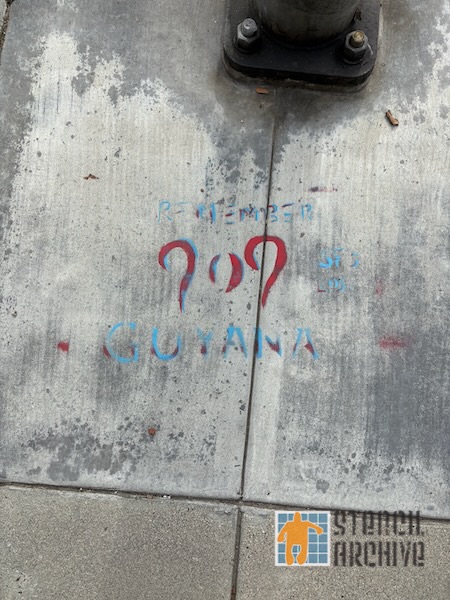 REMEMBER
909
GUYANA
STENCIL
ARCHIVE